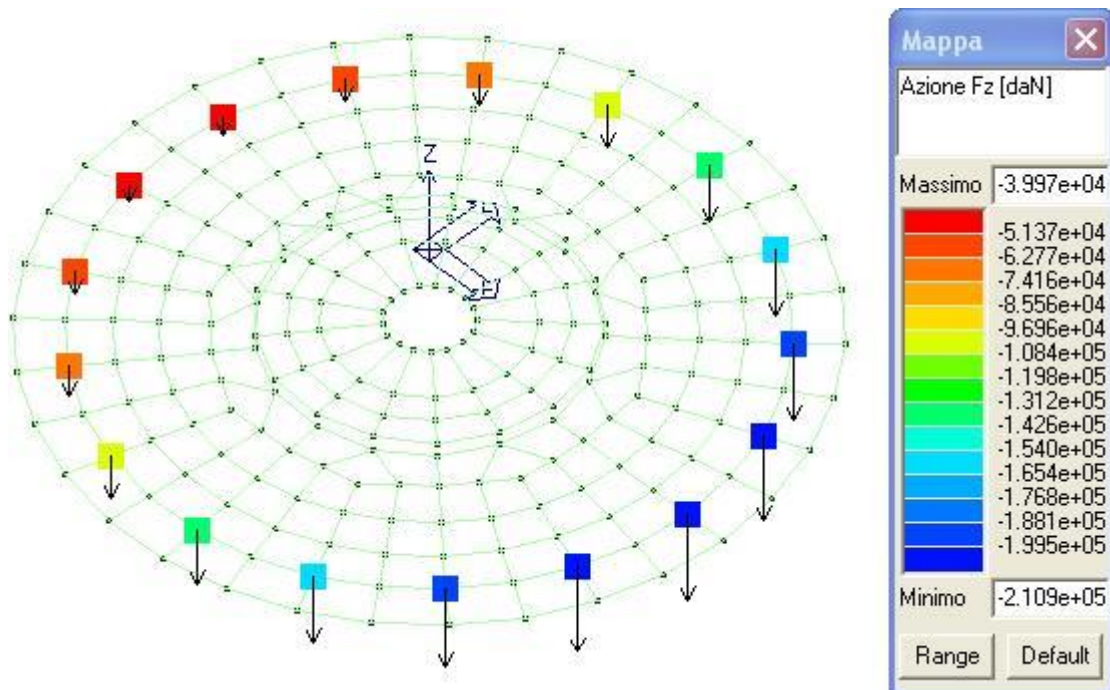 Z
Mappa
Azione Fz [daN]
Massimo -3.997e+04
-5.137e+04
-6.277e+04
-7.416e+04
-8.556e+04
-9.696e+04
-1.084e+05
-1.198e+05
-1.312e+05
-1.426e+05
-1.540e+05
-1.654e+05
-1.768e+05
-1.881e+05
-1.995e+05
Minimo -2.109e+05
Range Default